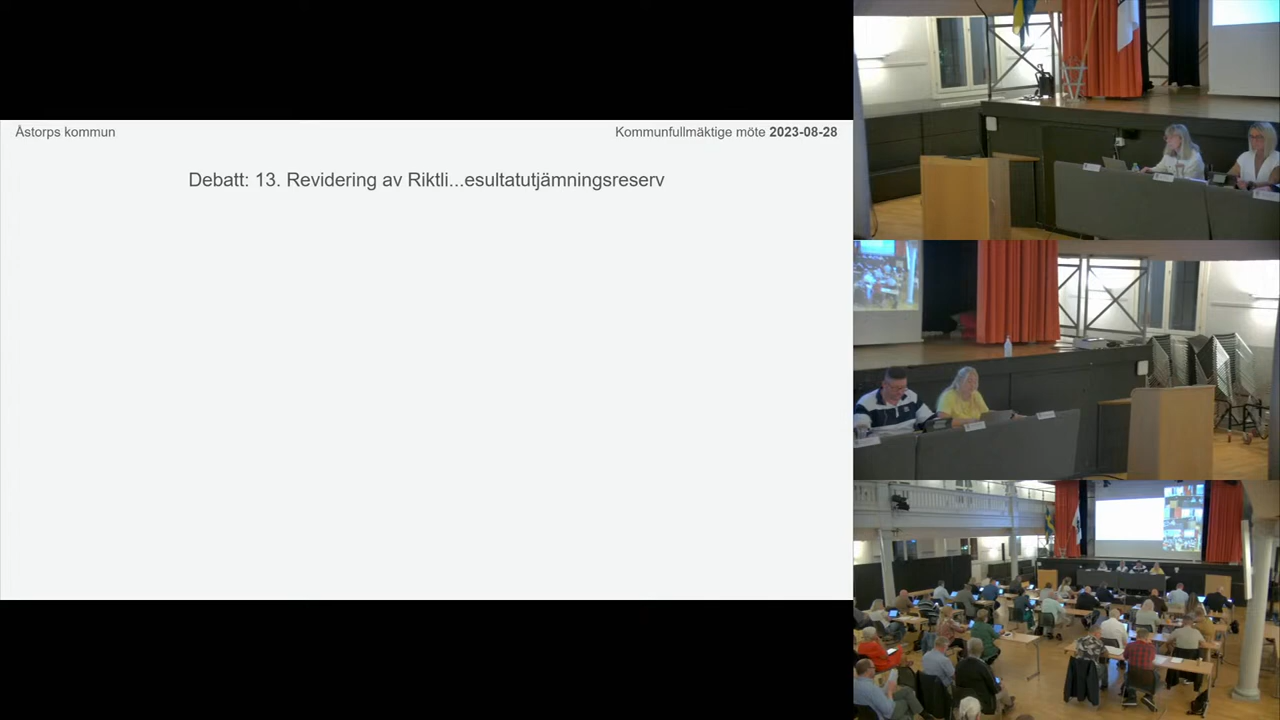 Åstorps kommun
Kommunfullmäktige möte 2023-08-28
Debatt: 13. Revidering av Riktli...esultatutjämningsreserv